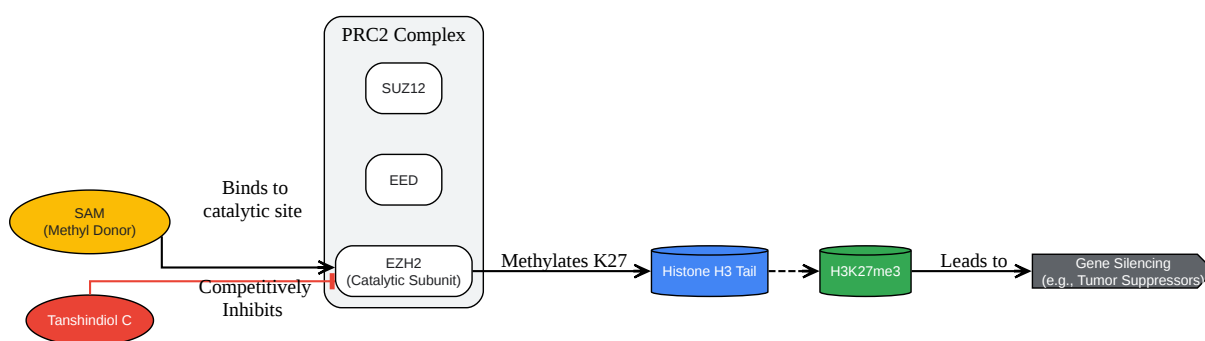 PRC2 Complex
SUZ12
EED
Binds to
catalytic site
SAM
(Methyl Donor)
EZH2
(Catalytic Subunit)
Methylates K27
Histone H3 Tail
H3K27me3
Leads to
Gene Silencing
(e.g., Tumor Suppressors)
Competitively
Inhibits
Tanshindiol C